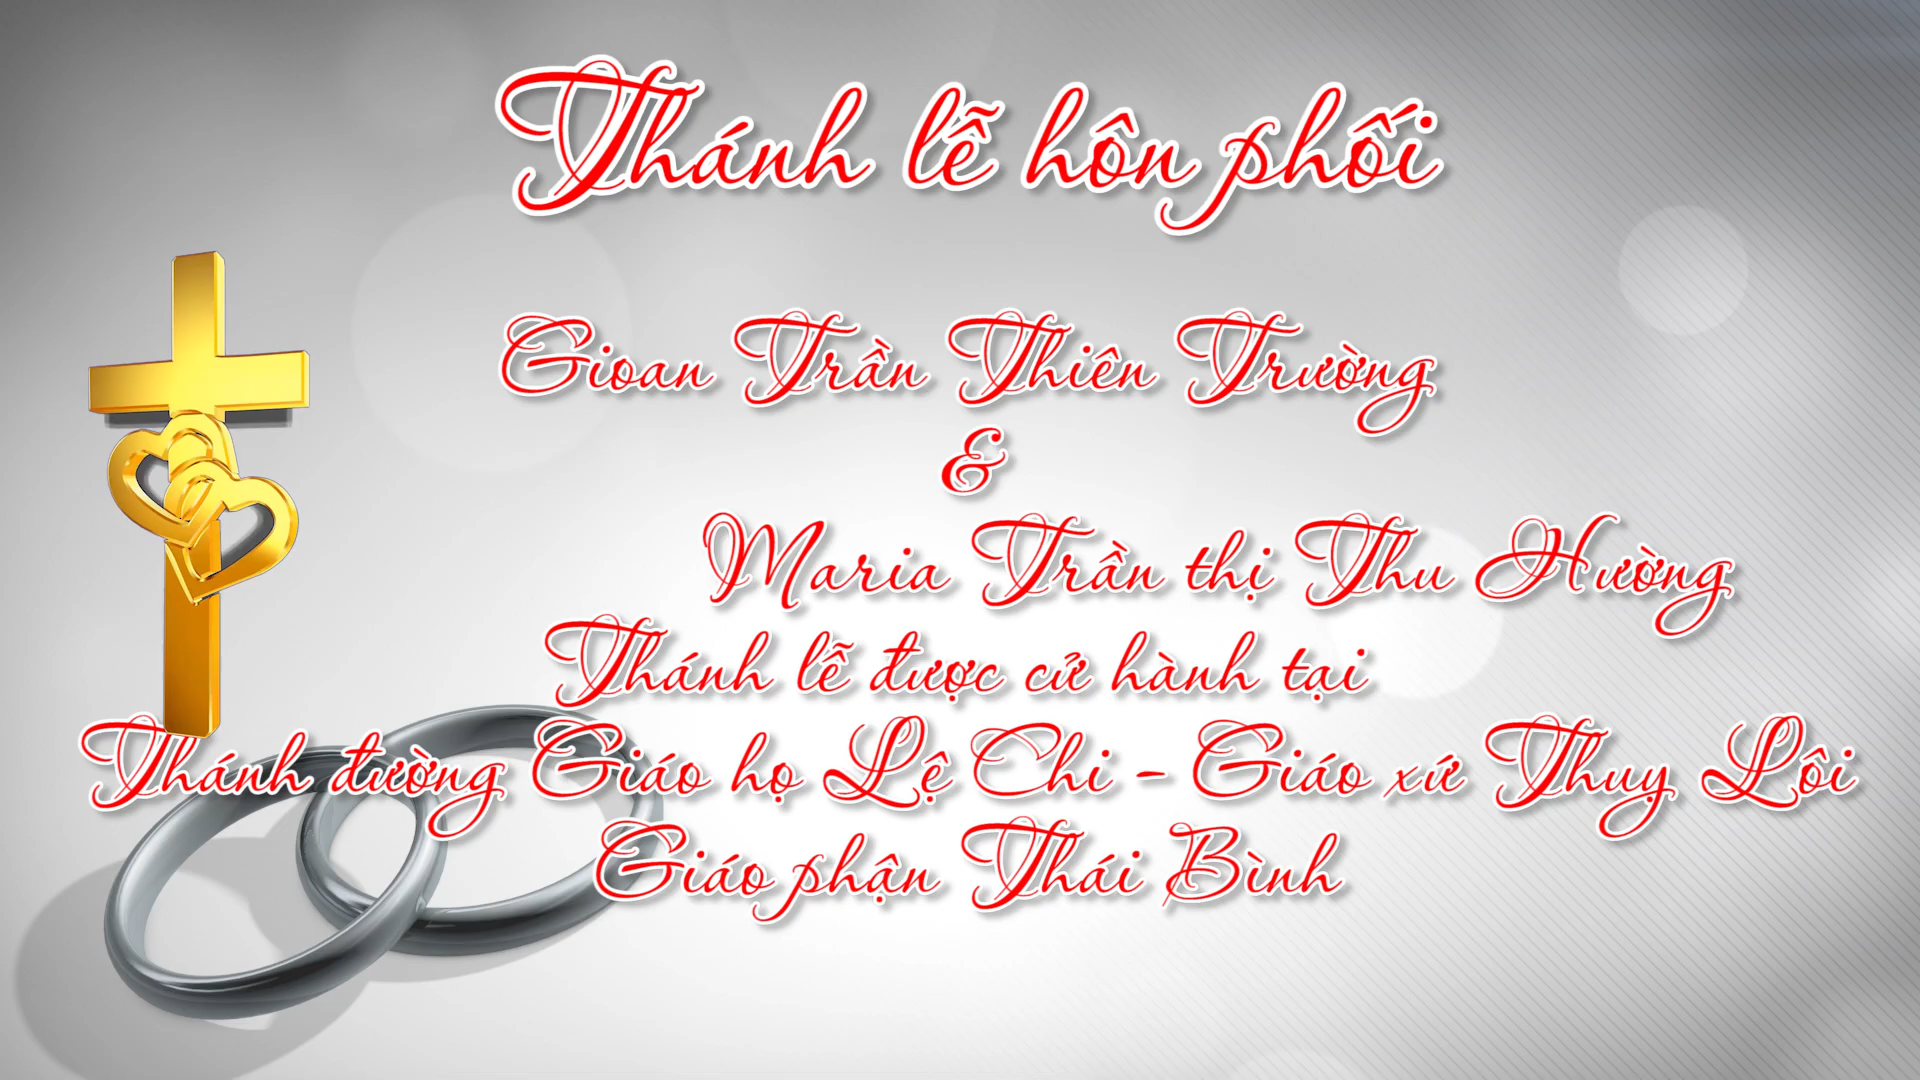 Thánh lễ hôn phối
Gioan Trần Thiên Trường
&
Maria Trần thị Thu Hường
Thánh lễ được cử hành tại
Thánh đường Giáo họ Lệ Chi - Giáo xứ Thuỵ Lôi
Giáo phận Thái Bình